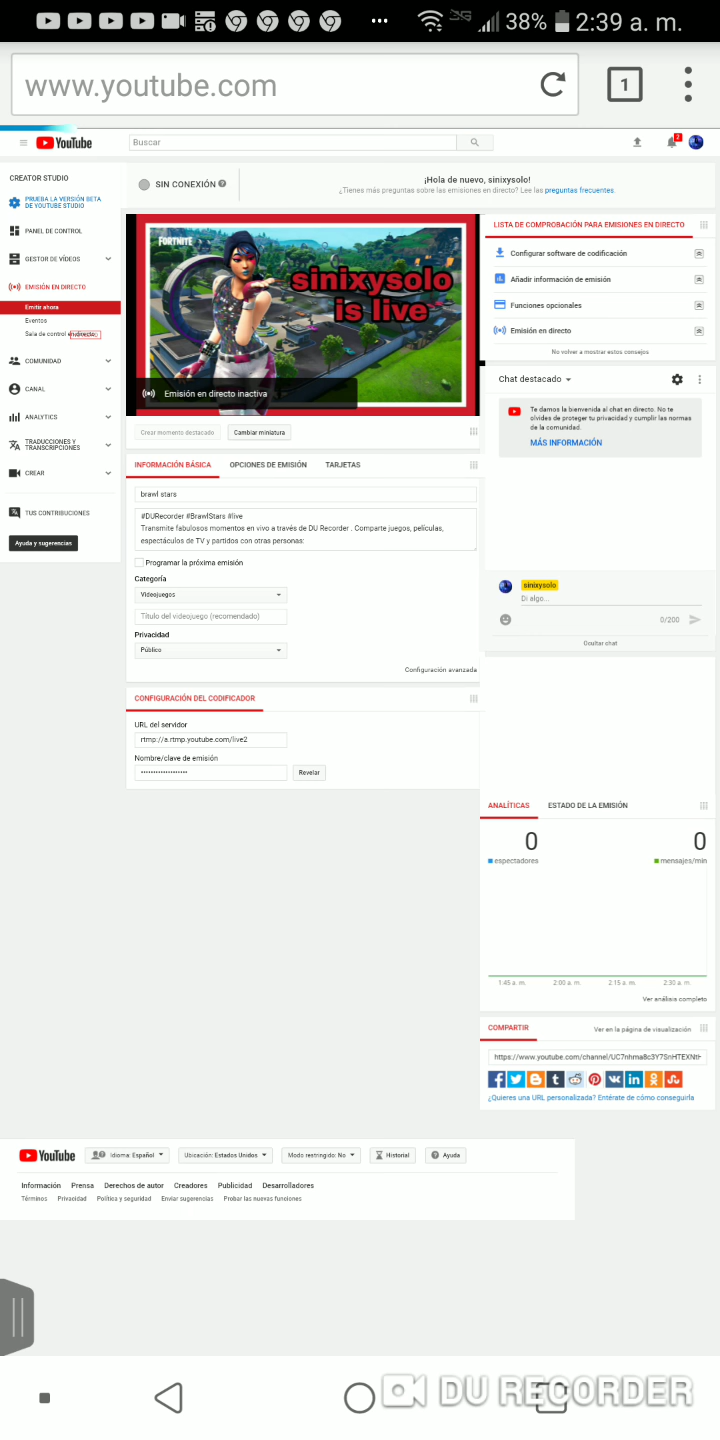 3G 38% 2:39 a. m.
www.youtube.com
1
YouTube
Buscar
2
CREATOR STUDIO
PRUEBA LA VERSIÓN BETA
DE YOUTUBE STUDIO
PANEL DE CONTROL
GESTOR DE VÍDEOS
EMISIÓN EN DIRECTO
Emitir ahora
Eventos
Sala de control
COMUNIDAD
CANAL
ANALYTICS
TRADUCCIONES Y
TRANSCRIPCIONES
CREAR
TUS CONTRIBUCIONES
Ayuda y sugerencias
SIN CONEXIÓN
¡Hola de nuevo, sinixysolo!
¿Tienes más preguntas sobre las emisiones en directo? Lee las preguntas frecuentes.
FORTNITE
sinixysolo
is live
Emisión en directo inactiva
Crear momento destacado
Cambiar miniatura
INFORMACIÓN BÁSICA
OPCIONES DE EMISIÓN
TARJETAS
brawl stars
#DURecorder #BrawlStars #live
Transmite fabulosos momentos en vivo a través de DU Recorder . Comparte juegos, películas,
espectáculos de TV y partidos con otras personas:
Programar la próxima emisión
Categoría
Videojuegos
Título del videojuego (recomendado)
Privacidad
Público
Configuración avanzada
CONFIGURACIÓN DEL CODIFICADOR
URL del servidor
rtmp://a.rtmp.youtube.com/live2
Nombre/clave de emisión
Revelar
LISTA DE COMPROBACIÓN PARA EMISIONES EN DIRECTO
Configurar software de codificación
Añadir información de emisión
Funciones opcionales
Emisión en directo
No volver a mostrar estos consejos
Chat destacado
Te damos la bienvenida al chat en directo. No te
olvides de proteger tu privacidad y cumplir las normas
de la comunidad.
MÁS INFORMACIÓN
sinixysolo
Di algo...
0/200
Ocultar chat
ANALÍTICAS
ESTADO DE LA EMISIÓN
0
espectadores
0
mensajes/min
1:45 a. m. 2:00 a. m. 2:15 a. m. 2:30 a. m.
Ver análisis completo
COMPARTIR
Ver en la página de visualización
¿Quieres una URL personalizada? Entérate de cómo conseguirla
YouTube
Idioma: Español
Ubicación: Estados Unidos
Modo restringido: No
Historial
Ayuda
Información Prensa Derechos de autor Creadores Publicidad Desarrolladores
Términos Privacidad Política y seguridad Enviar sugerencias Probar las nuevas funciones
DU RECORDER